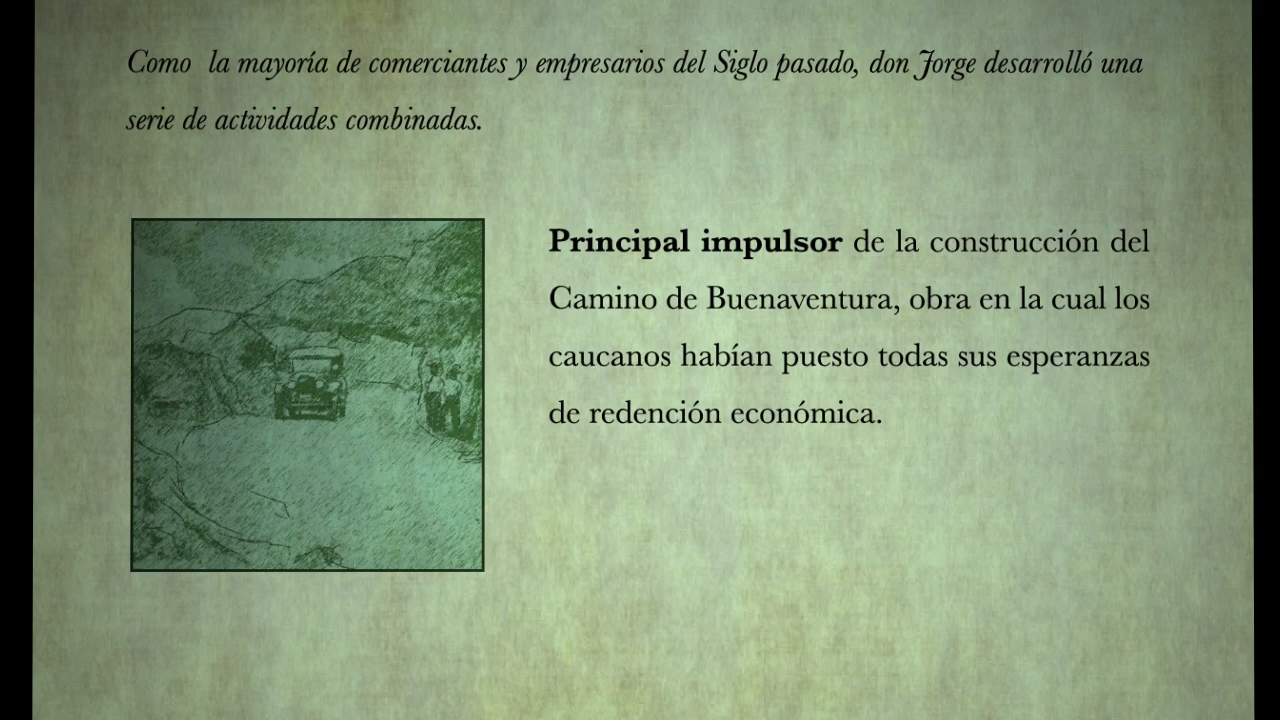 Como  la mayoría de comerciantes y empresarios del Siglo pasado, don Jorge desarrolló una
serie de actividades combinadas.
Principal impulsor de la construcción del
Camino de Buenaventura, obra en la cual los
caucanos habían puesto todas sus esperanzas
de redención económica.